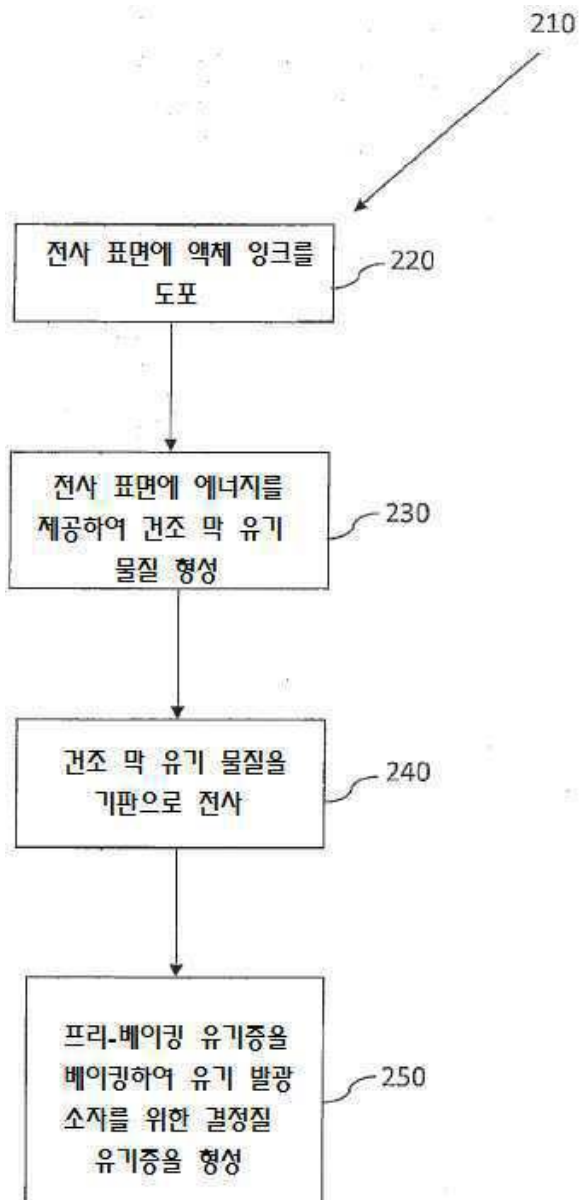 210
전사 표면에 액체 잉크를
도포
220
전사 표면에 에너지를
제공하여 건조 막 유기
물질 형성
230
건조 막 유기 물질을
기판으로 전사
240
프리-베이킹 유기층을
베이킹하여 유기 발광
소자를 위한 결정질
유기층을 형성
250